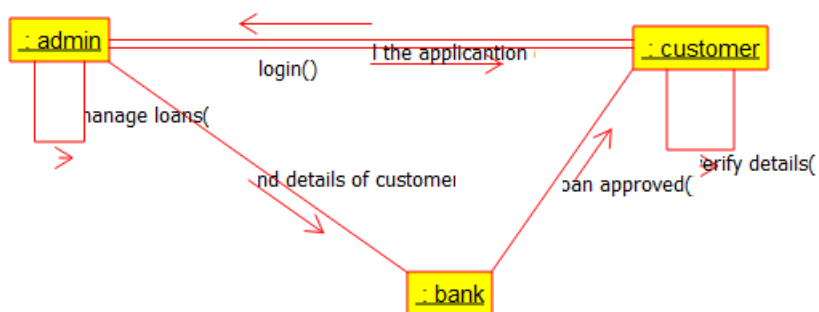 : admin
: customer
l the applicantion
login()
nanage loans(
erify details(
nd details of customer
oan approved(
: bank